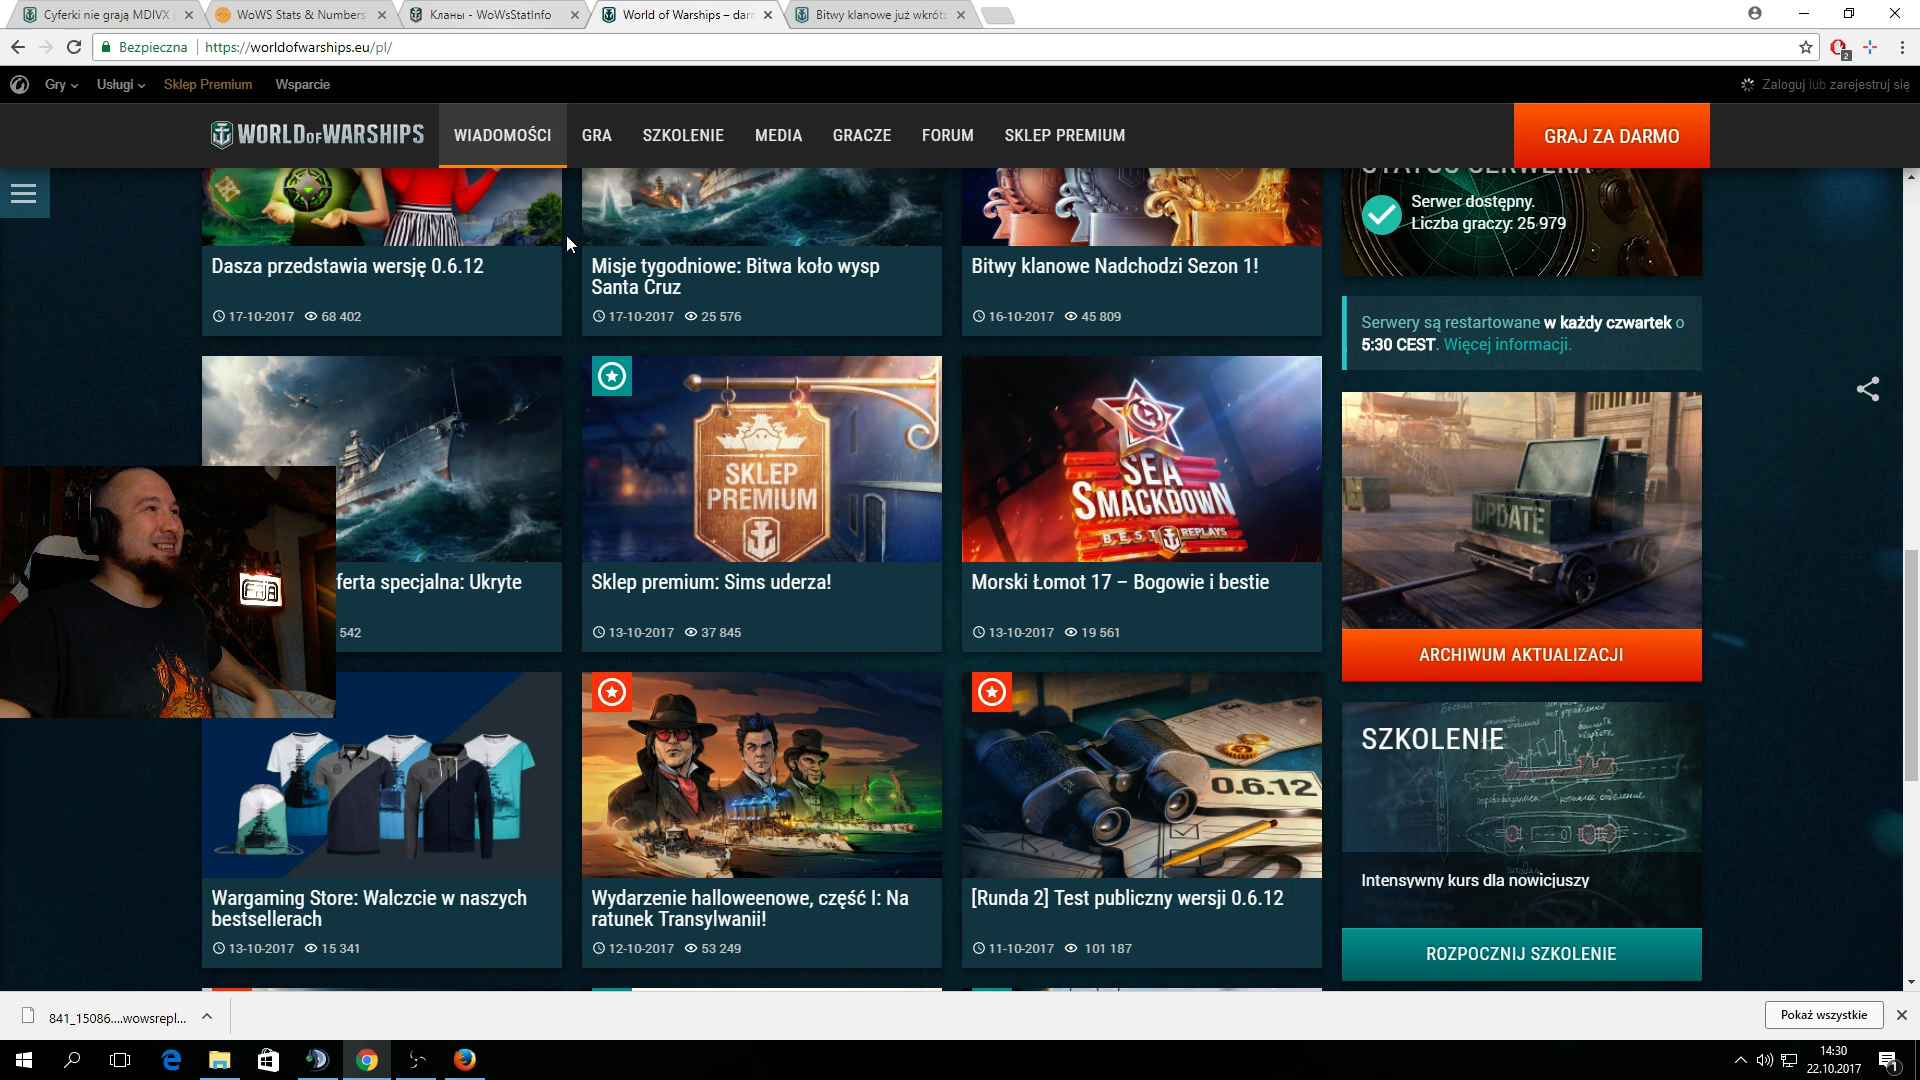 Cyferki nie grają MDIVX
WoWS Stats & Numbers
Кланы - WoWsStatInfo
World of Warships – dar
Bitwy klanowe już wkrót
Bezpieczna
https://worldofwarships.eu/pl/
2
Gry
Usługi
Sklep Premium
Wsparcie
Zaloguj lub zarejestruj się
WORLD OF WARSHIPS
WIADOMOŚCI
GRA
SZKOLENIE
MEDIA
GRACZE
FORUM
SKLEP PREMIUM
GRAJ ZA DARMO
STATUS SERWERA
Serwer dostępny.
Liczba graczy: 25 979
Dasza przedstawia wersję 0.6.12
17-10-2017 68 402
Misje tygodniowe: Bitwa koło wysp
Santa Cruz
17-10-2017 25 576
Bitwy klanowe Nadchodzi Sezon 1!
16-10-2017 45 809
Serwery są restartowane w każdy czwartek o
5:30 CEST. Więcej informacji.
SKLEP
PREMIUM
SEA
SMACKDOWN
BEST REPLAYS
UPDATE
ferta specjalna: Ukryte
542
Sklep premium: Sims uderza!
13-10-2017 37 845
Morski Łomot 17 – Bogowie i bestie
13-10-2017 19 561
ARCHIWUM AKTUALIZACJI
0.6.12
SZKOLENIE
Intensywny kurs dla nowicjuszy
ROZPOCZNIJ SZKOLENIE
Wargaming Store: Walczcie w naszych
bestsellerach
13-10-2017 15 341
Wydarzenie halloweenowe, część I: Na
ratunek Transylwanii!
12-10-2017 53 249
[Runda 2] Test publiczny wersji 0.6.12
11-10-2017 101 187
841_15086....wowsrepl...
Pokaż wszystkie
14:30
22.10.2017
1